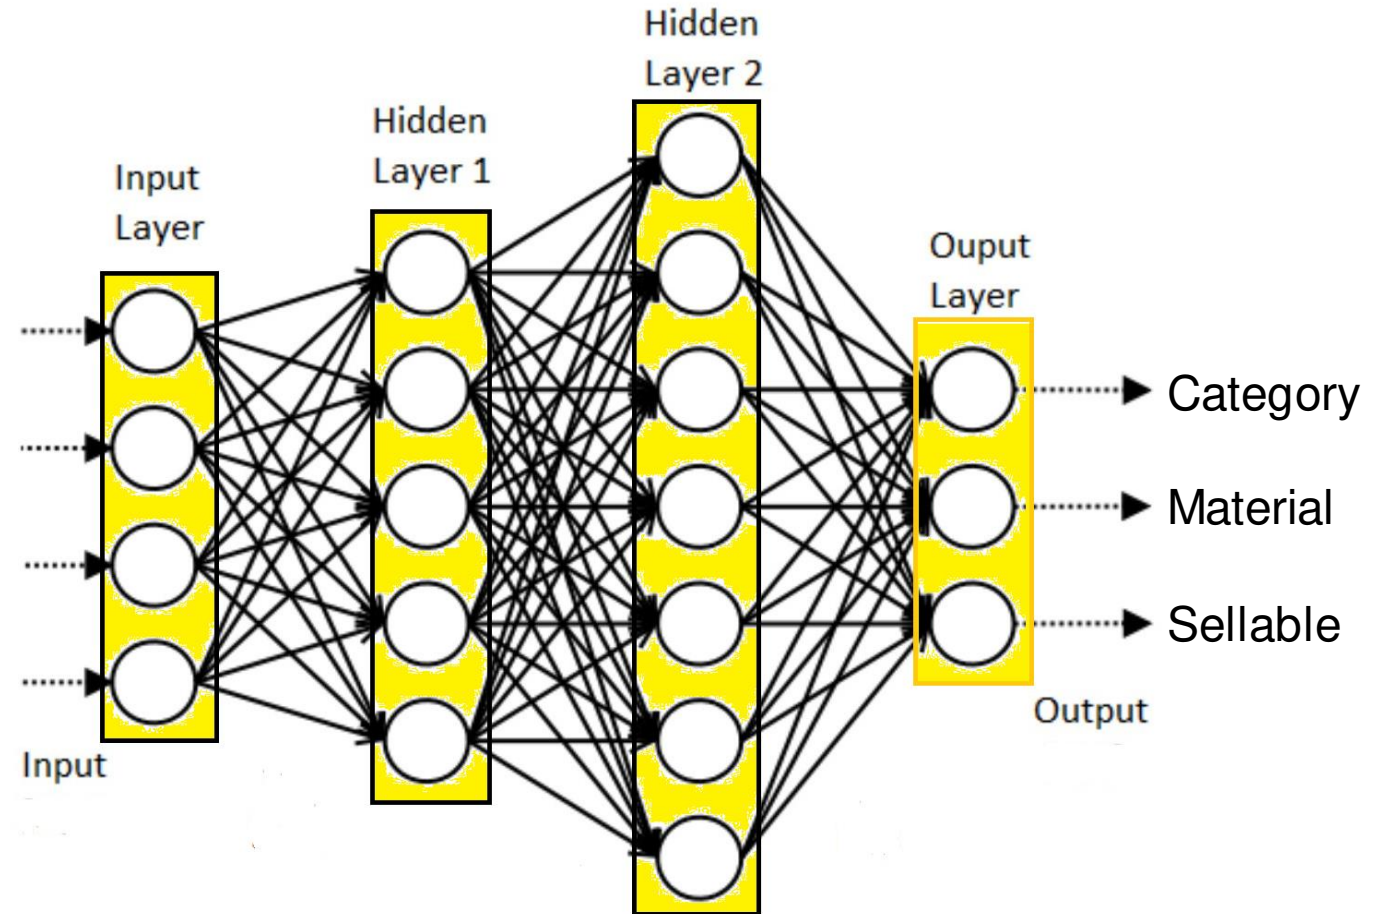 Input
Layer
Hidden
Layer 1
Hidden
Layer 2
Ouput
Layer
Category
Material
Sellable
Input
Output